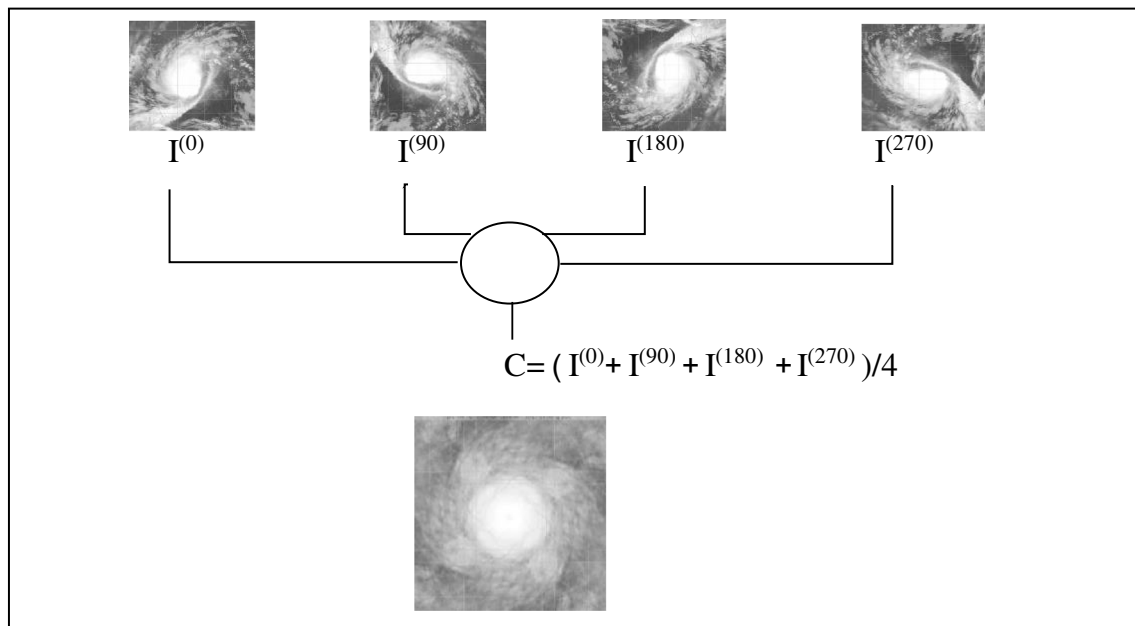 I^(0) I^(90) I^(180) I^(270)
C= ( I^(0)+ I^(90) + I^(180) + I^(270) )/4